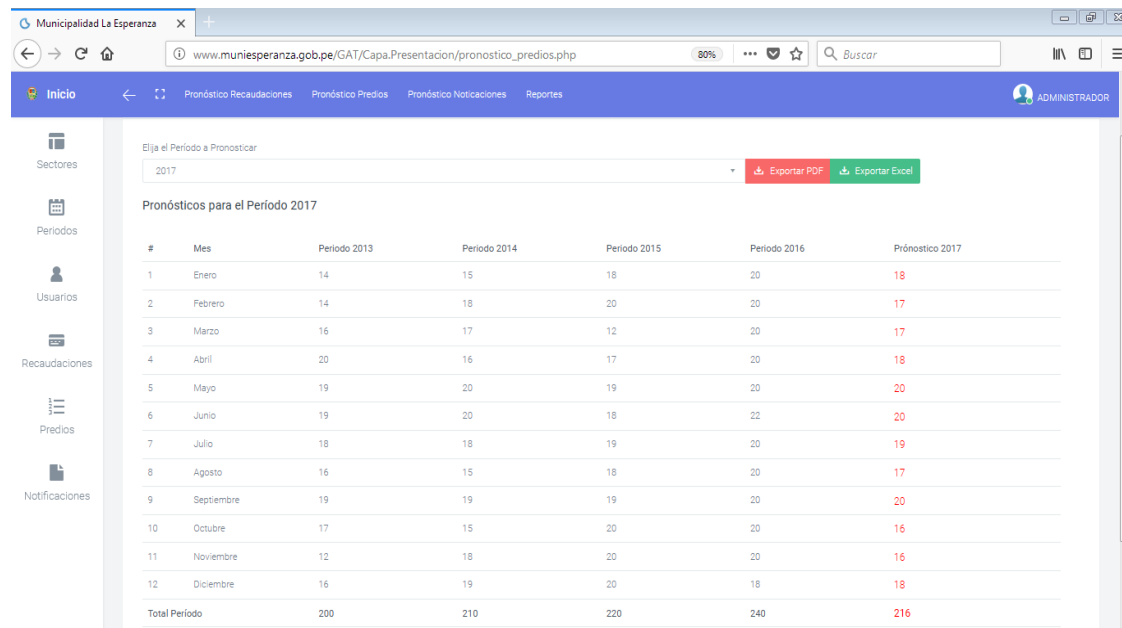 Municipalidad La Esperanza
www.muniesperanza.gob.pe/GAT/Capa.Presentacion/pronostico_predios.php 80% Buscar
Inicio Pronóstico Recaudaciones Pronóstico Predios Pronóstico Noticaciones Reportes ADMINISTRADOR
Sectores
Periodos
Usuarios
Recaudaciones
Predios
Notificaciones
Elija el Período a Pronosticar
2017 Exportar PDF Exportar Excel
Pronósticos para el Período 2017
# Mes Periodo 2013 Periodo 2014 Periodo 2015 Periodo 2016 Prónostico 2017
1 Enero 14 15 18 20 18
2 Febrero 14 18 20 20 17
3 Marzo 16 17 12 20 17
4 Abril 20 16 17 20 18
5 Mayo 19 20 19 20 20
6 Junio 19 20 18 22 20
7 Julio 18 18 19 20 19
8 Agosto 16 15 18 20 17
9 Septiembre 19 19 19 20 20
10 Octubre 17 15 20 20 16
11 Noviembre 12 18 20 20 16
12 Diciembre 16 19 20 18 18
Total Período 200 210 220 240 216